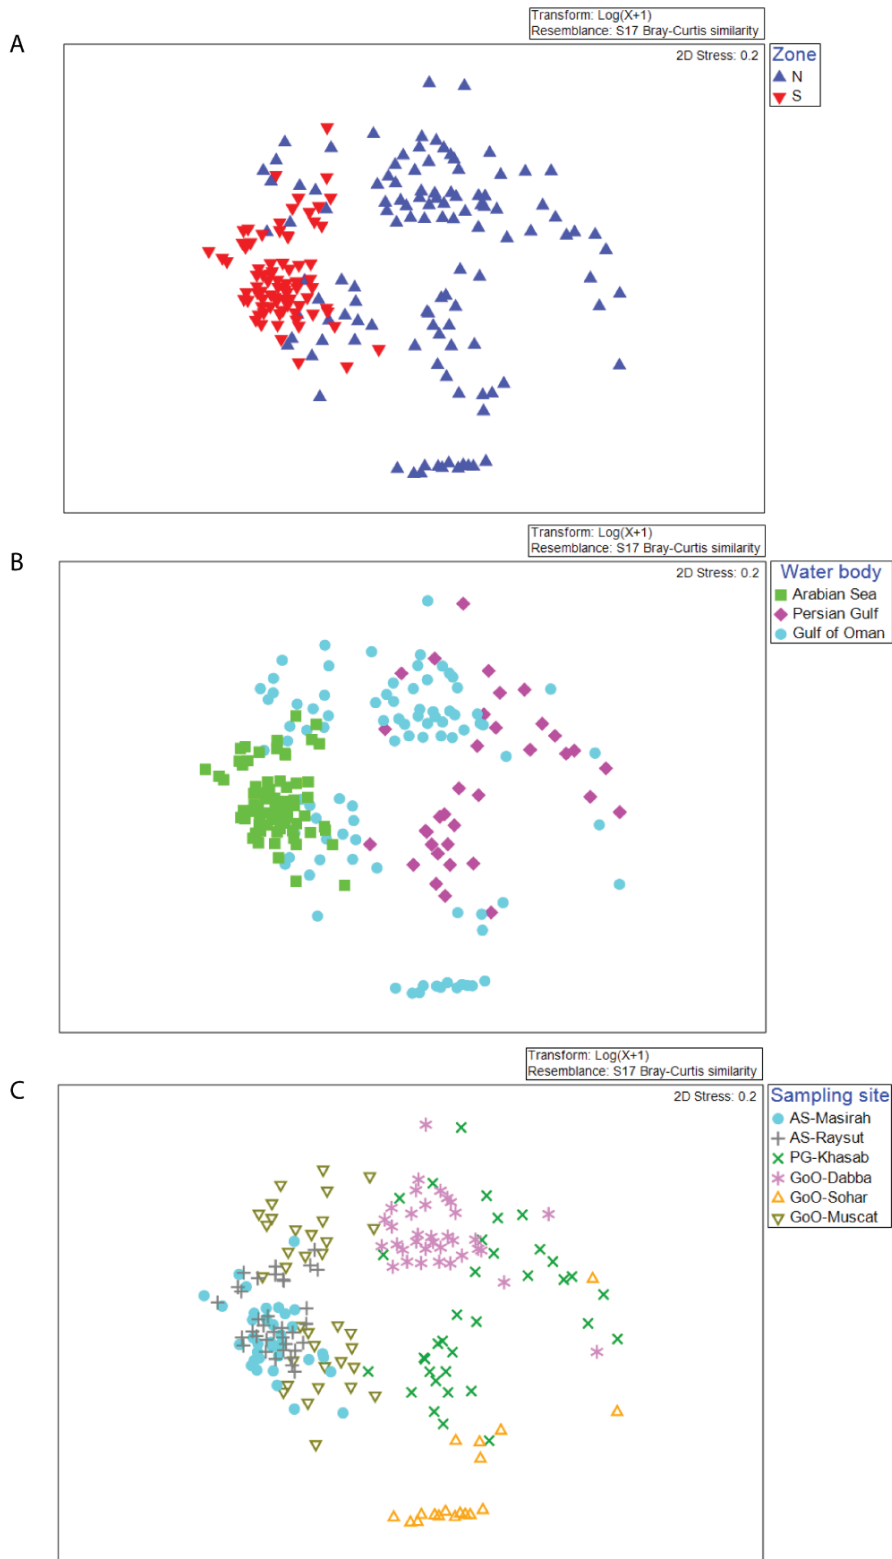 A
Transform: Log(X+1)
Resemblance: S17 Bray-Curtis similarity
2D Stress: 0.2
Zone
N
S
B
Transform: Log(X+1)
Resemblance: S17 Bray-Curtis similarity
2D Stress: 0.2
Water body
Arabian Sea
Persian Gulf
Gulf of Oman
C
Transform: Log(X+1)
Resemblance: S17 Bray-Curtis similarity
2D Stress: 0.2
Sampling site
AS-Masirah
AS-Raysut
PG-Khasab
GoO-Dabba
GoO-Sohar
GoO-Muscat